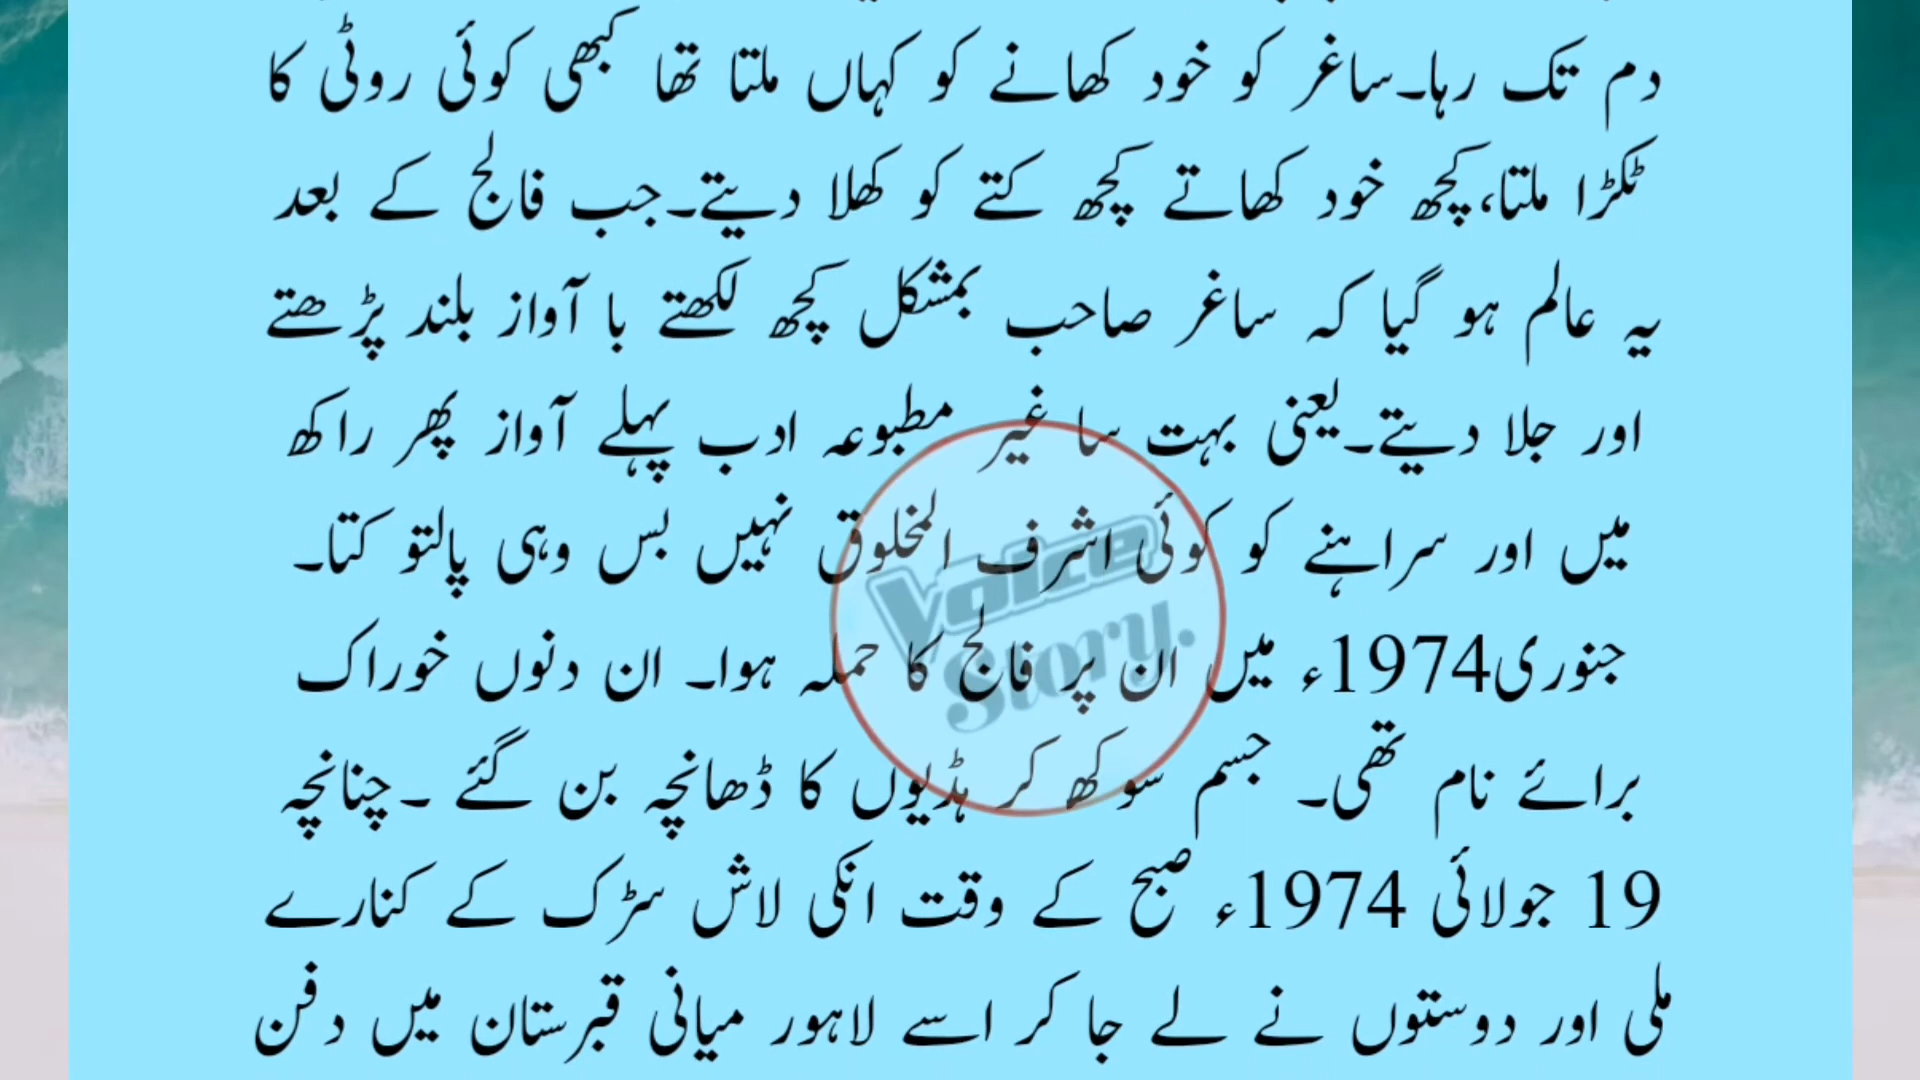 دم تک رہا۔ساغر کو خود کھانے کو کہاں ملتا تھا کبھی کوئی روٹی کا
ٹکڑا ملتا،کچھ خود کھاتے کچھ کتے کو کھلا دیتے۔جب فالج کے بعد
یہ عالم ہو گیا کہ ساغر صاحب بمشکل کچھ لکھتے با آواز بلند پڑھتے
اور جلا دیتے۔یعنی بہت سا غیر مطبوعہ ادب پہلے آواز پھر راکھ
میں اور سراہنے کو کوئی اشرف المخلوق نہیں بس وہی پالتو کتا۔
جنوری1974ء میں ان پر فالج کا حملہ ہوا۔ ان دنوں خوراک
برائے نام تھی۔ جسم سوکھ کر ہڈیوں کا ڈھانچہ بن گئے ۔چنانچہ
19 جولائی 1974ء صبح کے وقت انکی لاش سڑک کے کنارے
ملی اور دوستوں نے لے جا کر اسے لاہور میانی قبرستان میں دفن
Voice
Story.